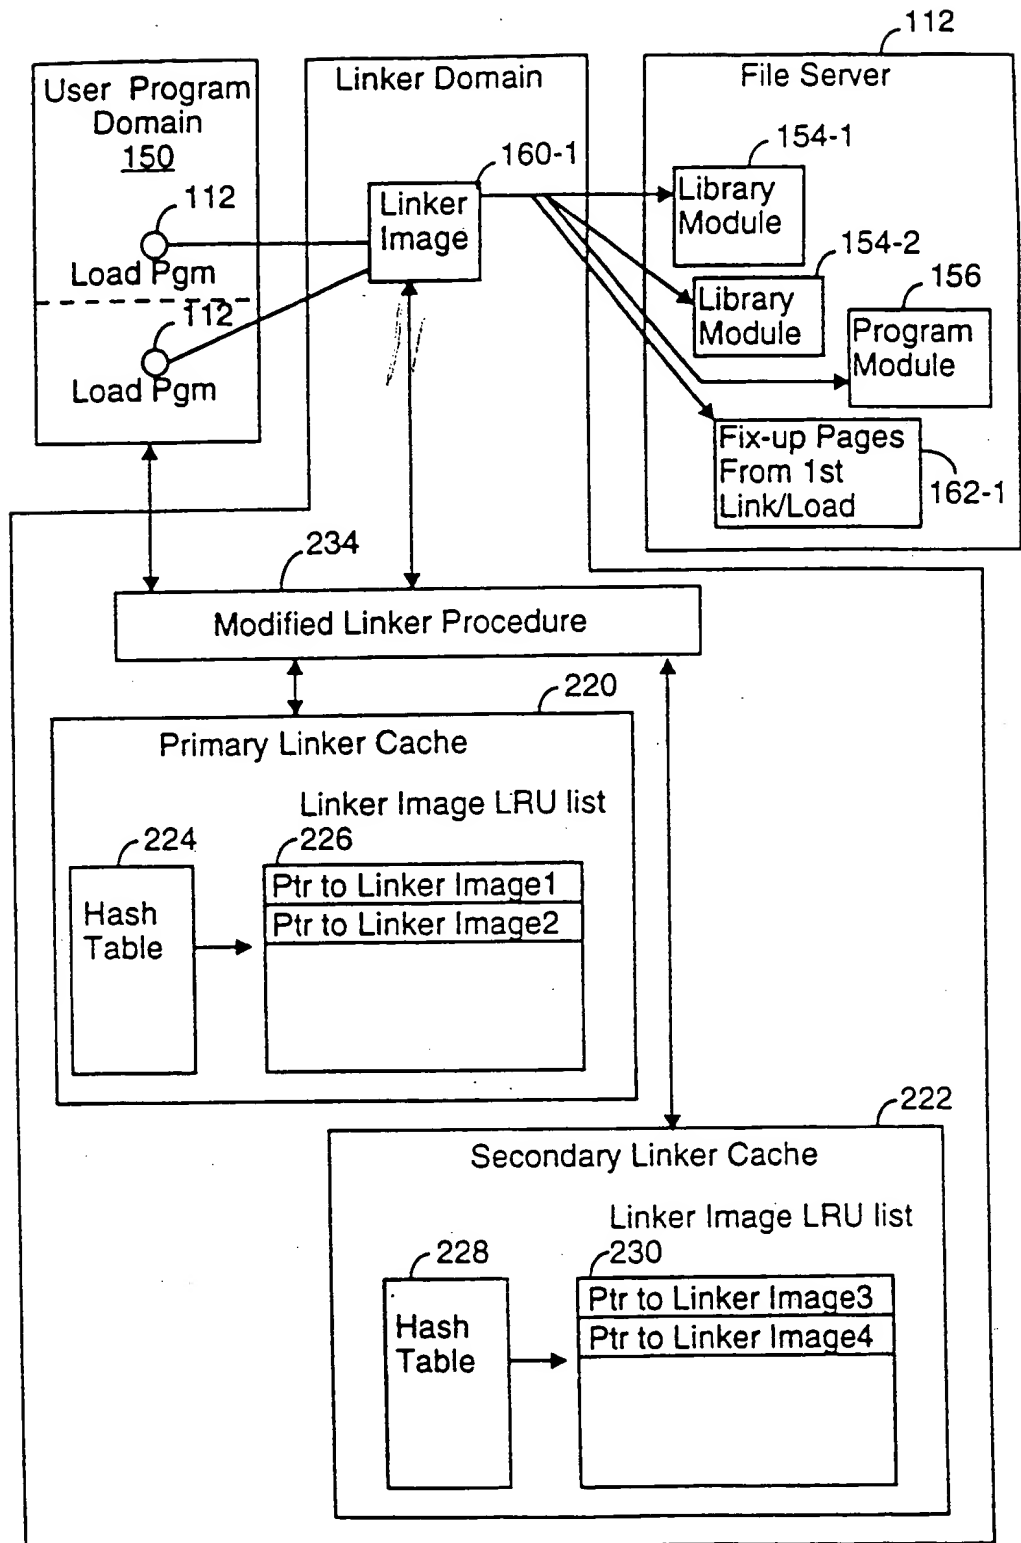 112
User Program
Domain
150
Linker Domain
File Server
160-1
154-1
Linker
Image
Library
Module
112
Load Pgm
154-2
156
Library
Module
Program
Module
112
Load Pgm
Fix-up Pages
From 1st
Link/Load
162-1
234
Modified Linker Procedure
220
Primary Linker Cache
Linker Image LRU list
224
226
Hash
Table
Ptr to Linker Image1
Ptr to Linker Image2
222
Secondary Linker Cache
Linker Image LRU list
228
230
Hash
Table
Ptr to Linker Image3
Ptr to Linker Image4